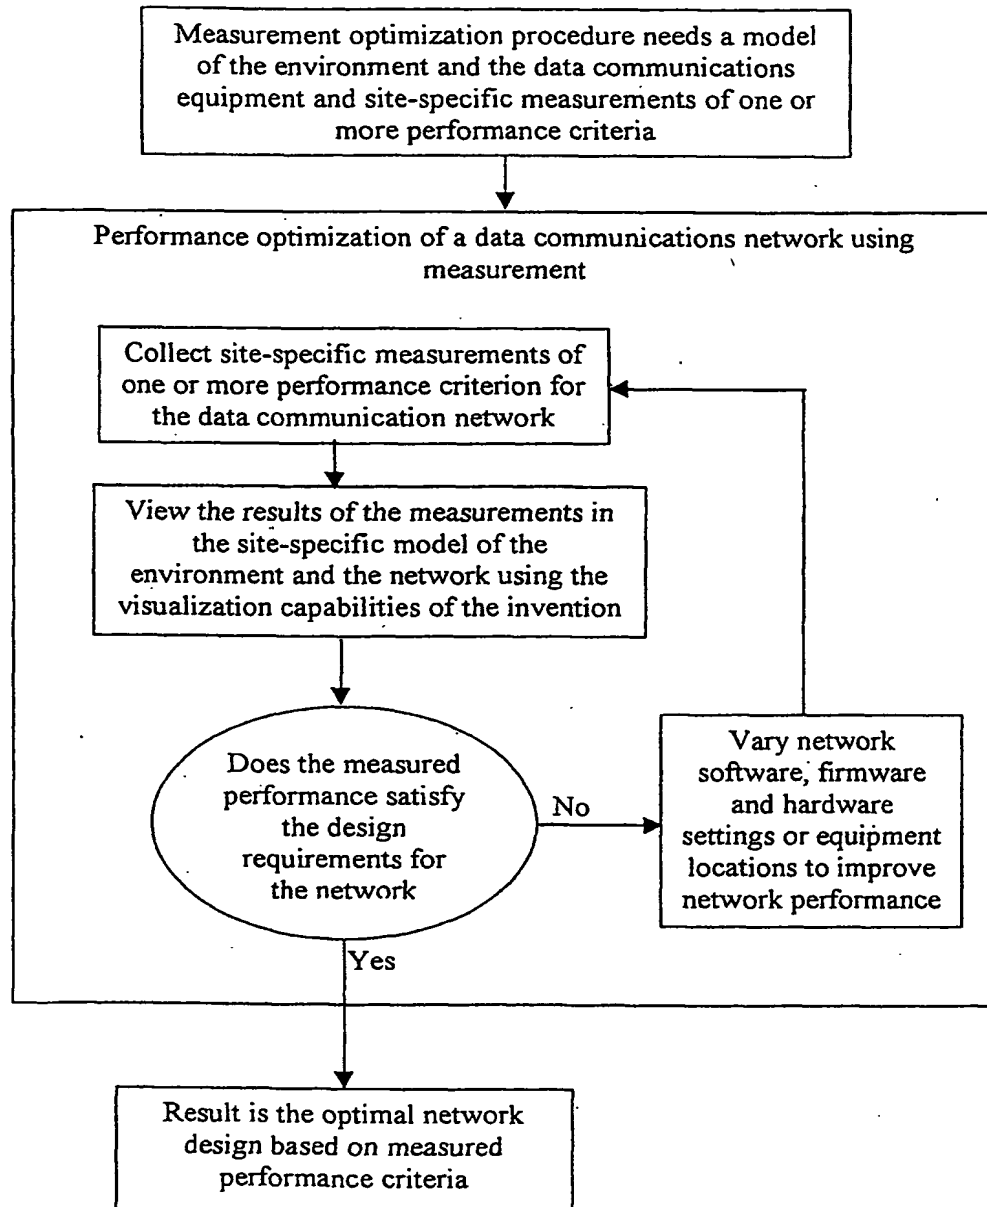 Measurement optimization procedure needs a model
of the environment and the data communications
equipment and site-specific measurements of one or
more performance criteria
Performance optimization of a data communications network using
measurement
Collect site-specific measurements of
one or more performance criterion for
the data communication network
View the results of the measurements in
the site-specific model of the
environment and the network using the
visualization capabilities of the invention
Does the measured
performance satisfy
the design
requirements for
the network
No
Vary network
software, firmware
and hardware
settings or equipment
locations to improve
network performance
Yes
Result is the optimal network
design based on measured
performance criteria